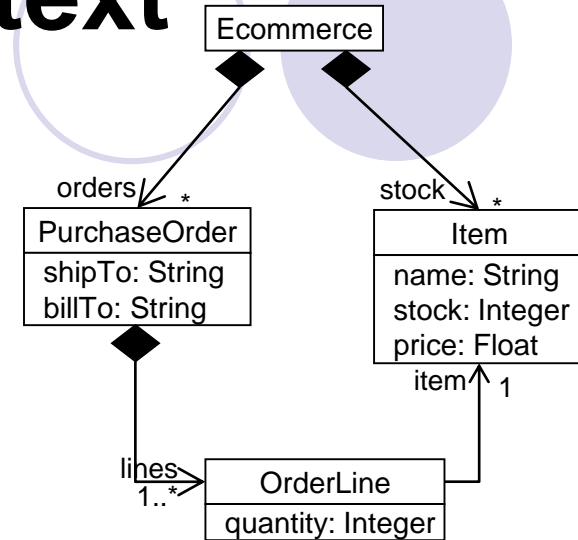 text
Ecommerce
orders
*
stock
*
PurchaseOrder
shipTo: String
billTo: String
Item
name: String
stock: Integer
price: Float
item
1
lines
1..*
OrderLine
quantity: Integer